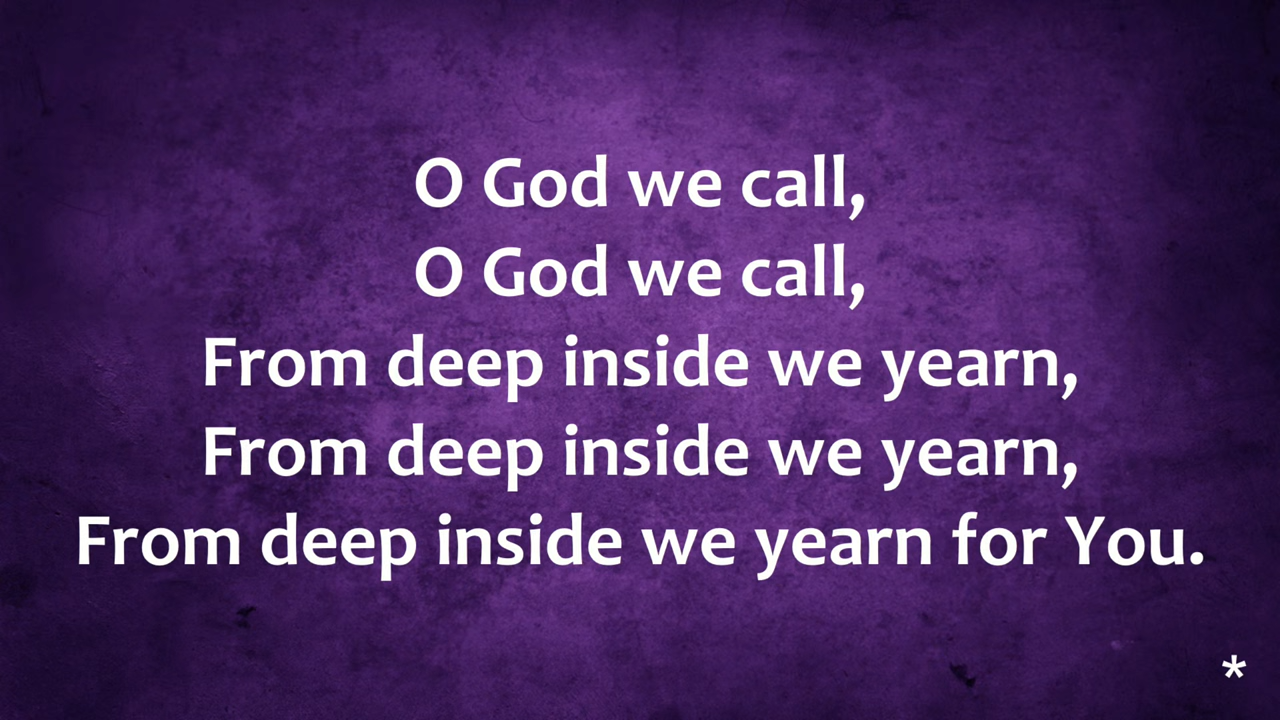 O God we call,
O God we call,
From deep inside we yearn,
From deep inside we yearn,
From deep inside we yearn for You.
*